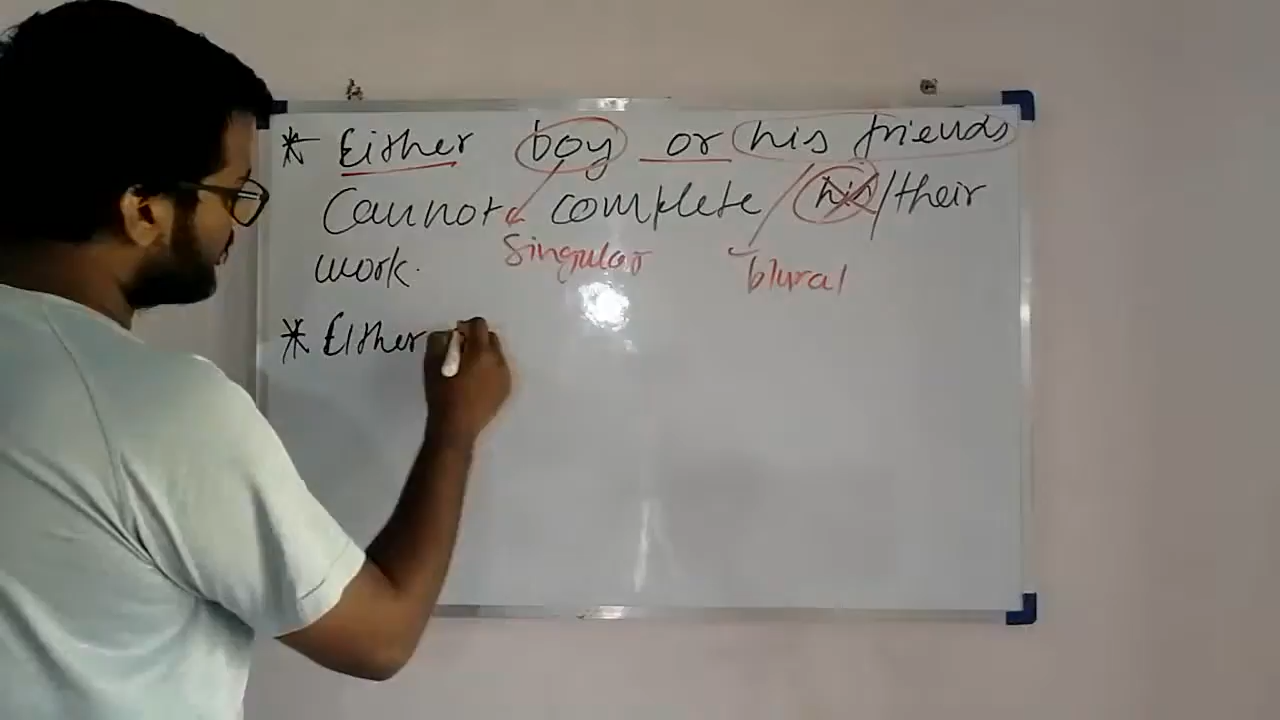 * Either boy or his friends
Cannot complete his/their
work.
Singular
plural
* Either